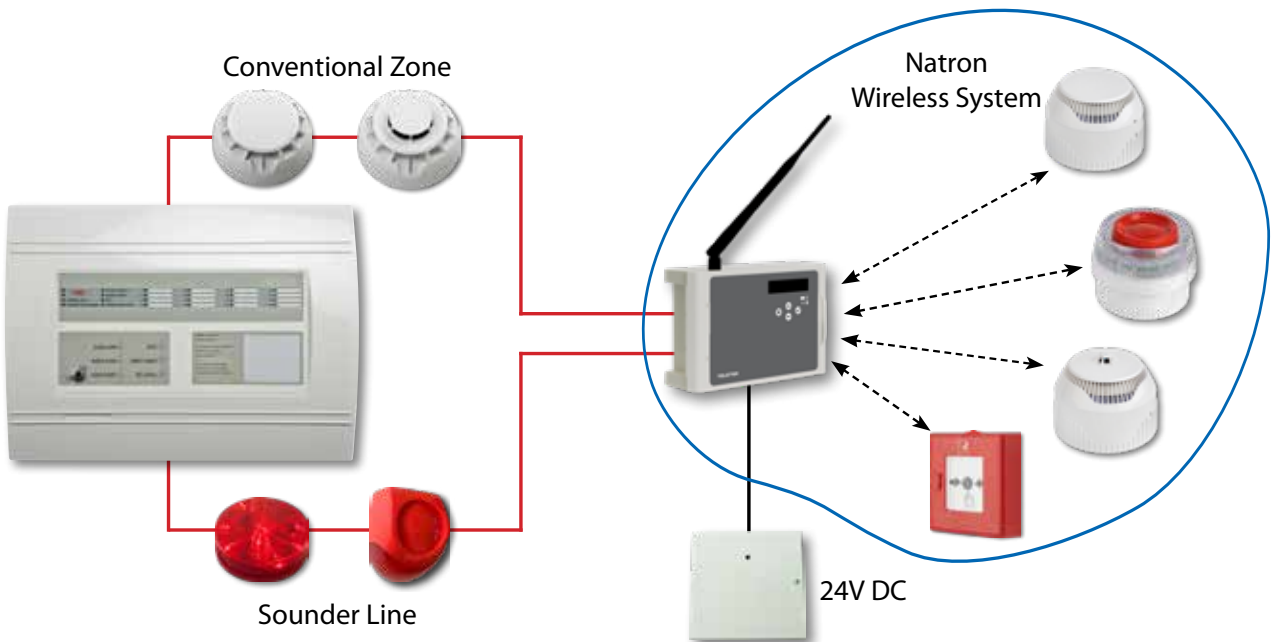 Conventional Zone
Natron
Wireless System
24V DC
Sounder Line